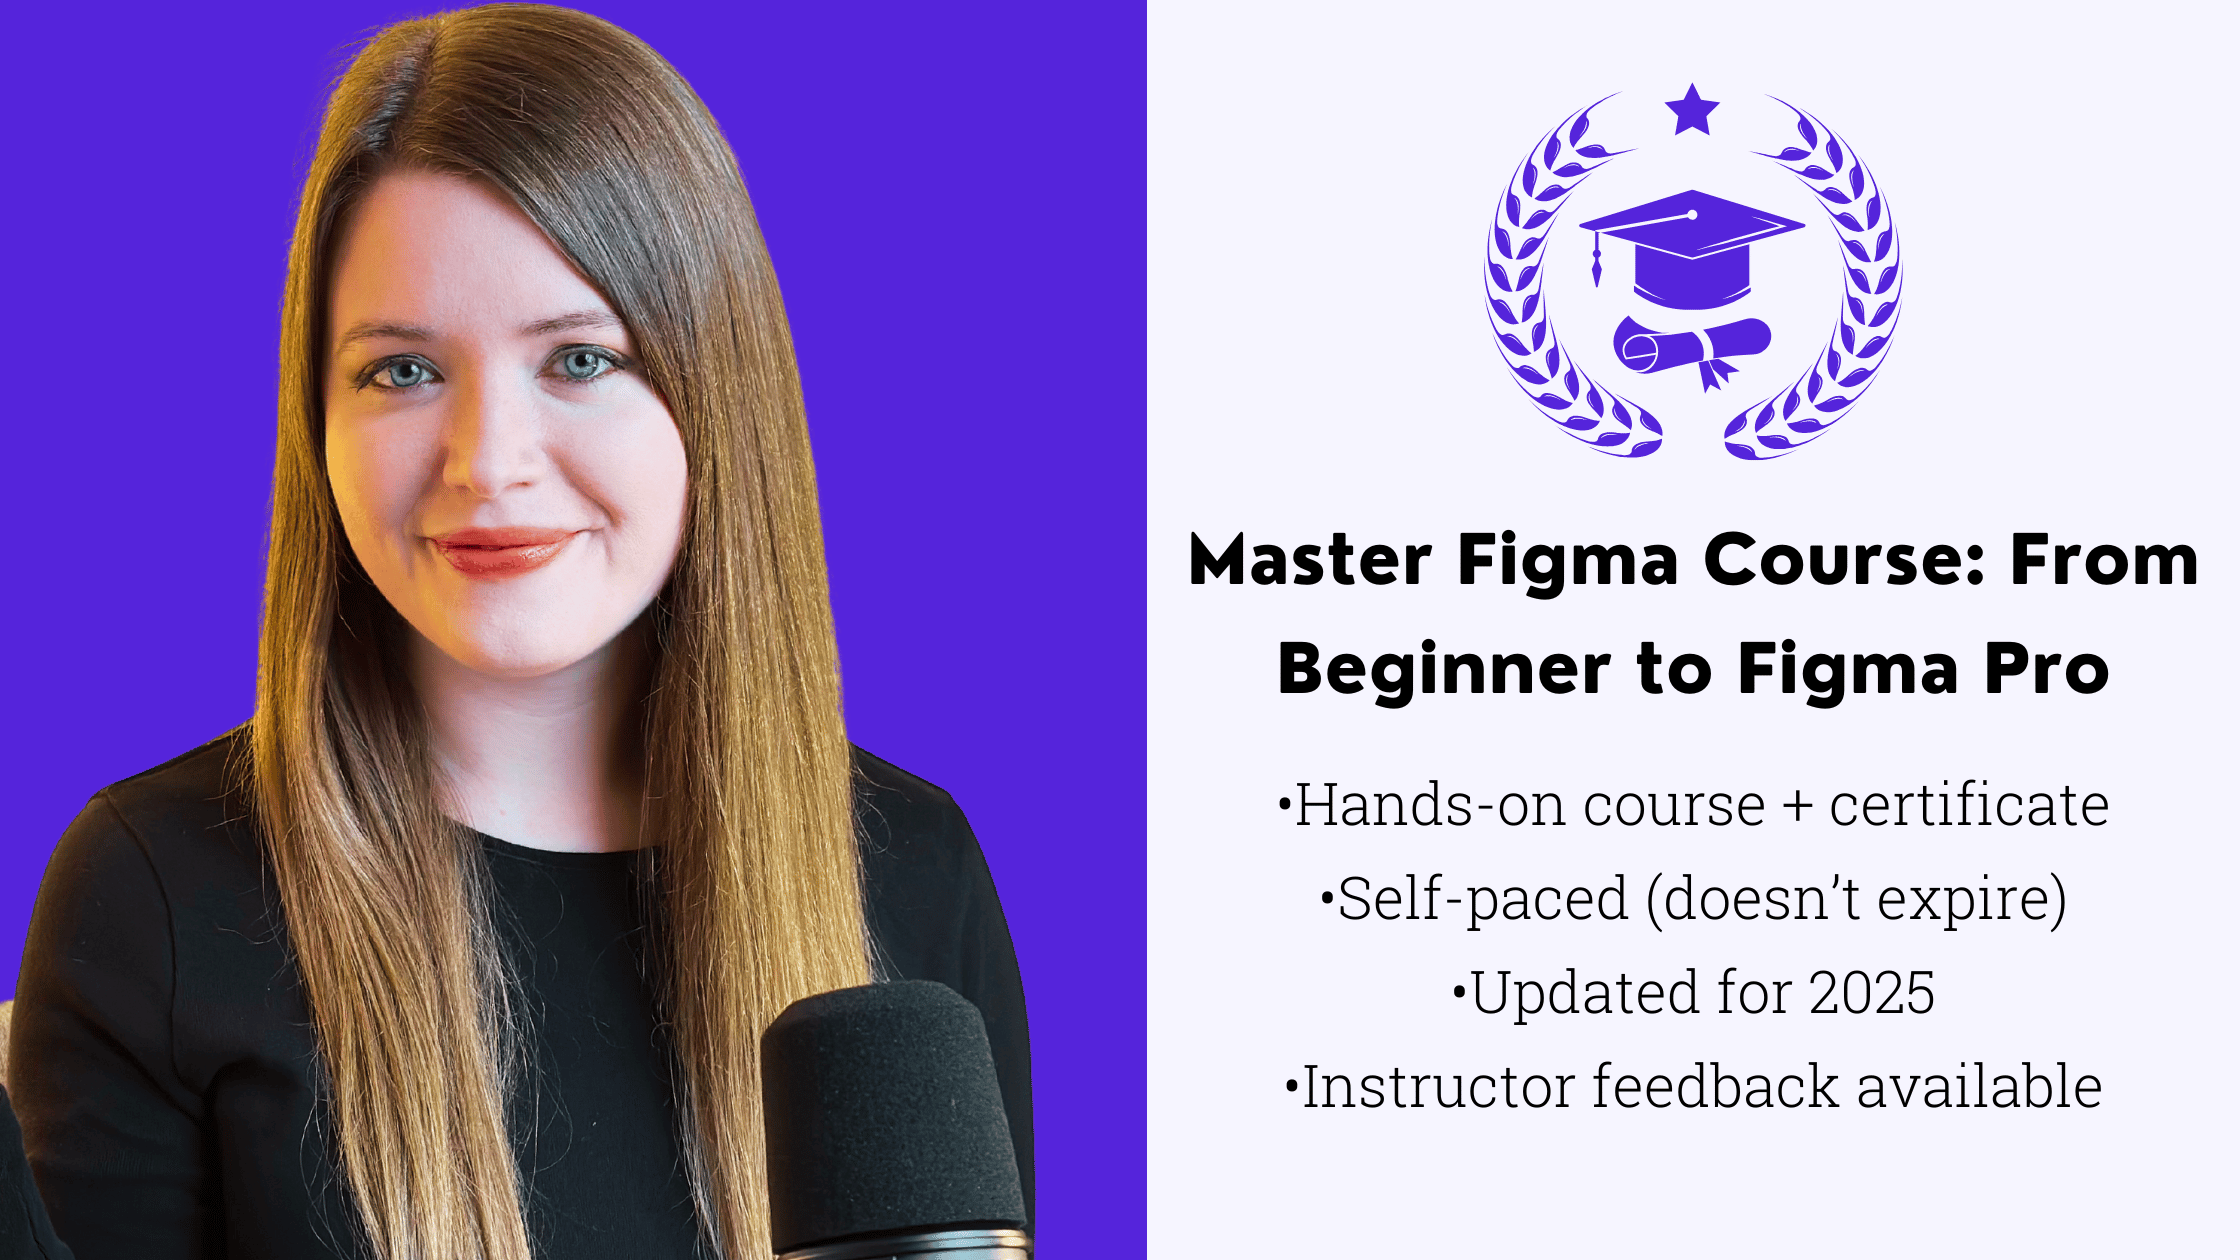 Master Figma Course: From
Beginner to Figma Pro
•Hands-on course + certificate
•Self-paced (doesn’t expire)
•Updated for 2025
•Instructor feedback available